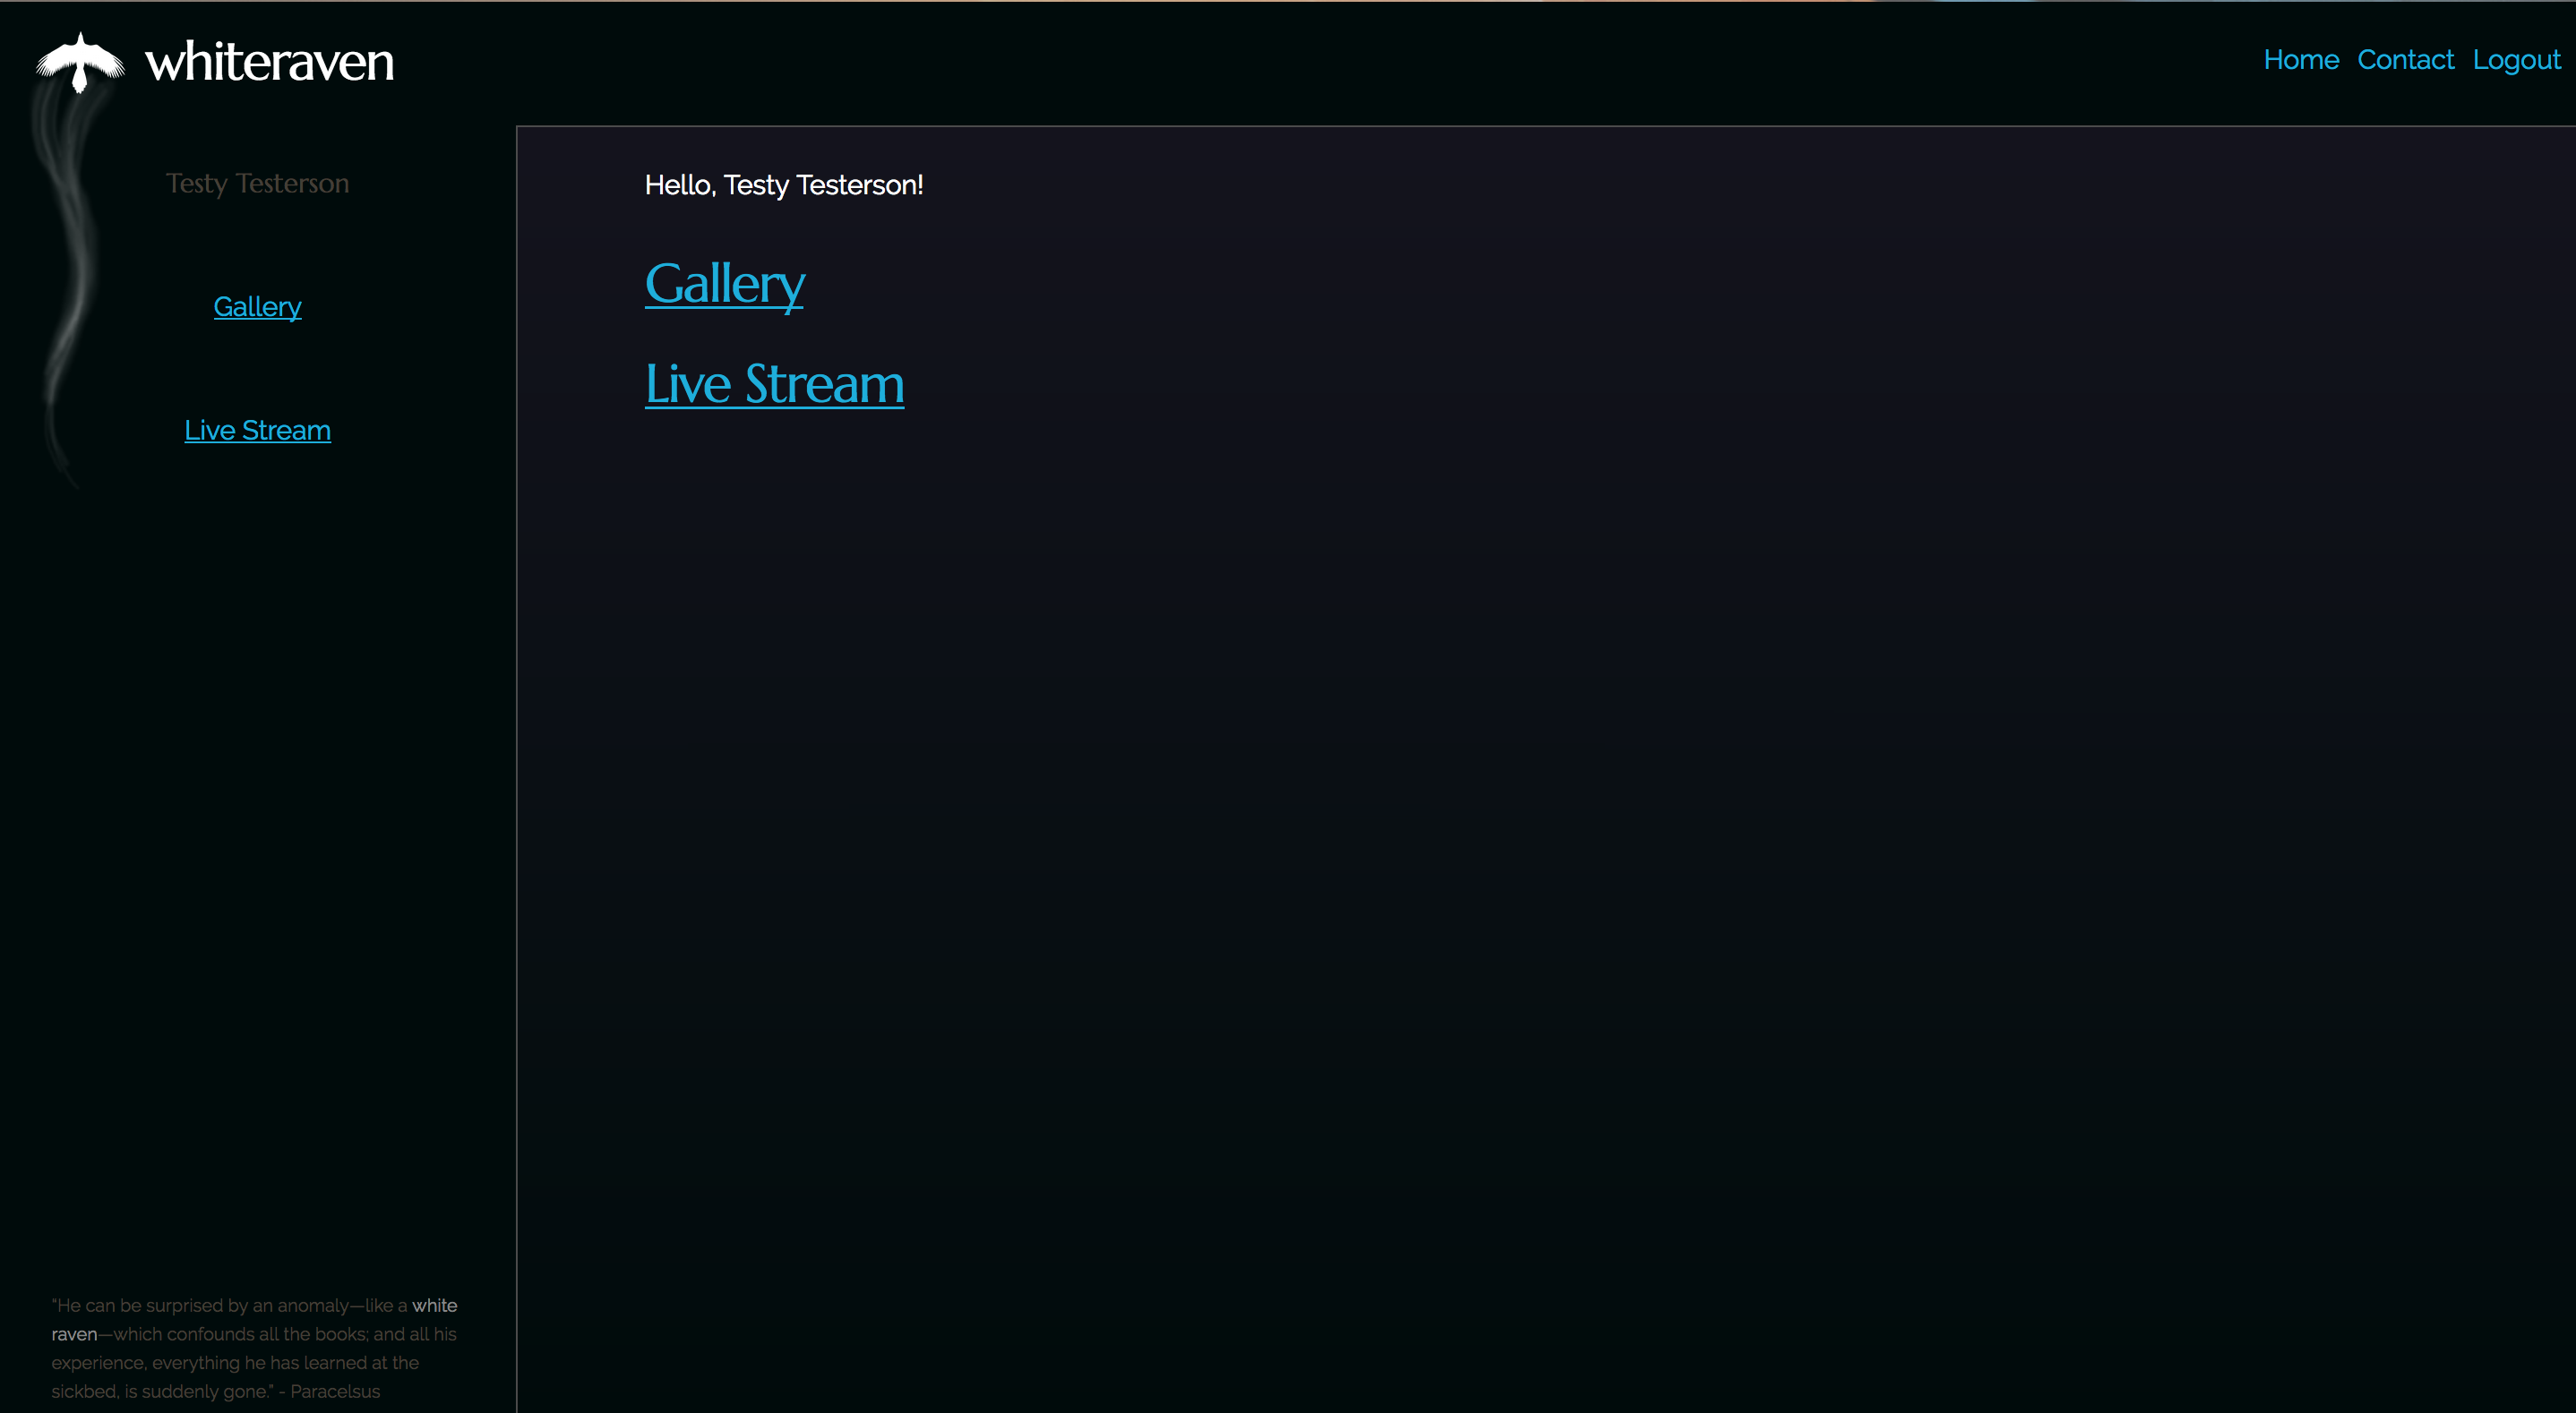 whiteraven
Home Contact Logout
Testy Testerson
Gallery
Live Stream
Hello, Testy Testerson!
Gallery
Live Stream
“He can be surprised by an anomaly—like a white
raven—which confounds all the books; and all his
experience, everything he has learned at the
sickbed, is suddenly gone.” - Paracelsus